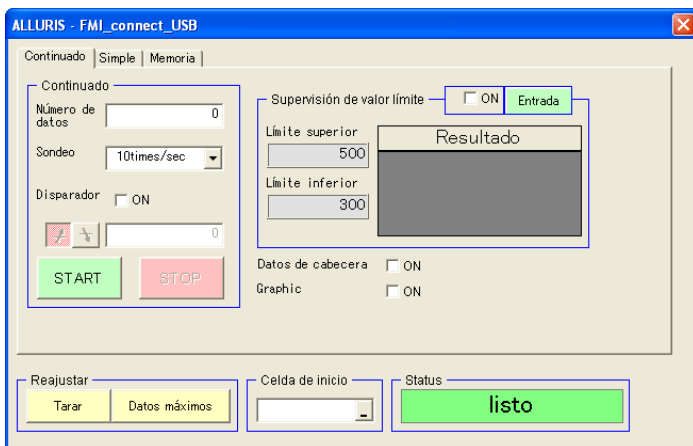 ALLURIS - FMI_connect_USB
Continuado Simple Memoria
Continuado
Número de datos 0
Sondeo 10times/sec
Disparador ON
0
START STOP
Supervisión de valor límite ON Entrada
Límite superior
500
Límite inferior
300
Resultado
Datos de cabecera ON
Graphic ON
Reajustar
Tarar Datos máximos
Celda de inicio
Status
listo